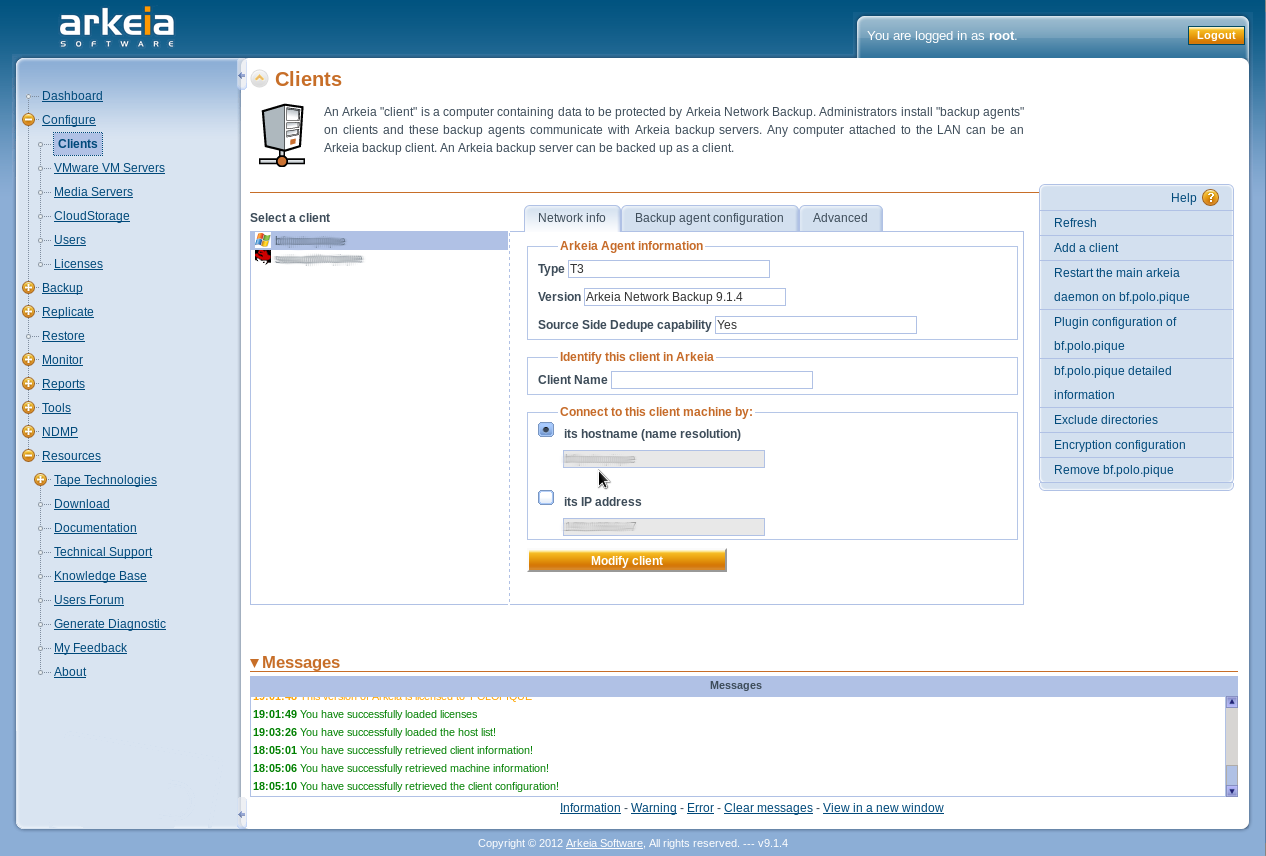 arkeia
SOFTWARE
You are logged in as root.
Logout
Dashboard
Configure
Clients
VMware VM Servers
Media Servers
CloudStorage
Users
Licenses
Backup
Replicate
Restore
Monitor
Reports
Tools
NDMP
Resources
Tape Technologies
Download
Documentation
Technical Support
Knowledge Base
Users Forum
Generate Diagnostic
My Feedback
About
Clients
An Arkeia "client" is a computer containing data to be protected by Arkeia Network Backup. Administrators install "backup agents"
on clients and these backup agents communicate with Arkeia backup servers. Any computer attached to the LAN can be an
Arkeia backup client. An Arkeia backup server can be backed up as a client.
Select a client
Network info
Backup agent configuration
Advanced
Arkeia Agent information
Type T3
Version Arkeia Network Backup 9.1.4
Source Side Dedupe capability Yes
Identify this client in Arkeia
Client Name
Connect to this client machine by:
its hostname (name resolution)
its IP address
Modify client
Help ?
Refresh
Add a client
Restart the main arkeia
daemon on bf.polo.pique
Plugin configuration of
bf.polo.pique
bf.polo.pique detailed
information
Exclude directories
Encryption configuration
Remove bf.polo.pique
Messages
Messages
19:01:48 This version of Arkeia is licensed to 'POLOPIQUE'
19:01:49 You have successfully loaded licenses
19:03:26 You have successfully loaded the host list!
18:05:01 You have successfully retrieved client information!
18:05:06 You have successfully retrieved machine information!
18:05:10 You have successfully retrieved the client configuration!
Information - Warning - Error - Clear messages - View in a new window
Copyright © 2012 Arkeia Software, All rights reserved. --- v9.1.4